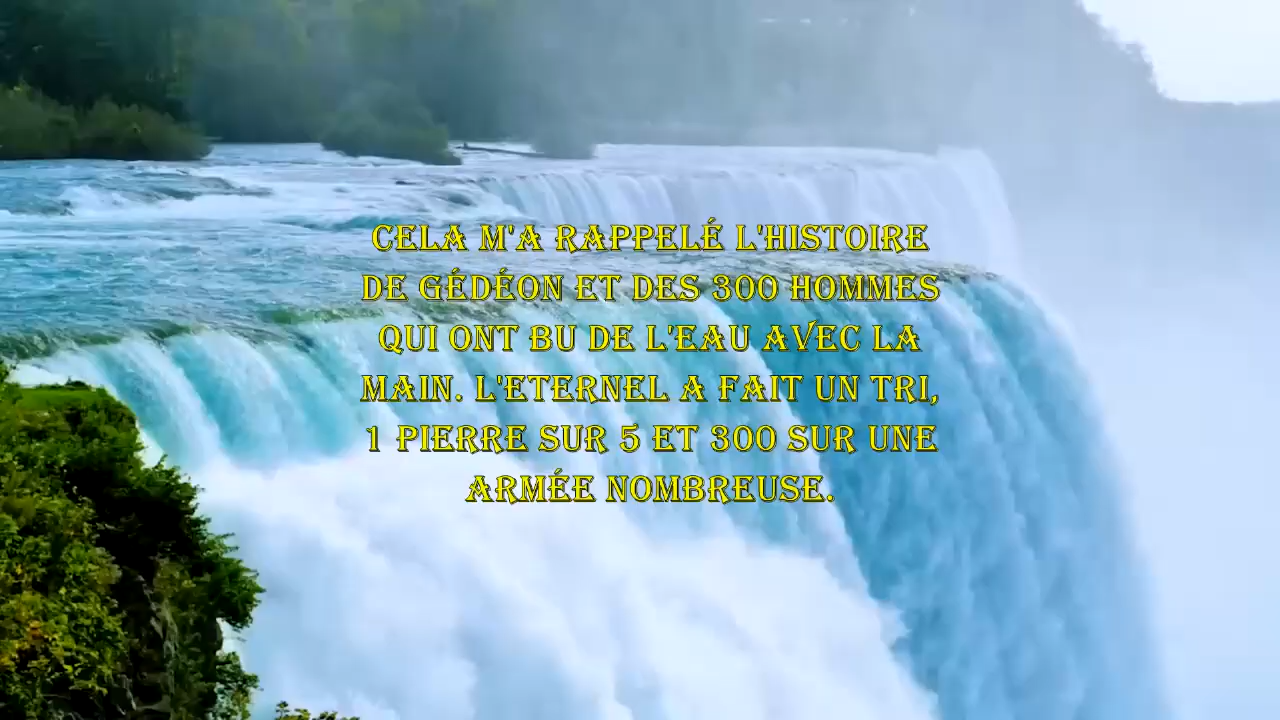 CELA M'A RAPPELÉ L'HISTOIRE
DE GÉDÉON ET DES 300 HOMMES
QUI ONT BU DE L'EAU AVEC LA
MAIN. L'ETERNEL A FAIT UN TRI,
1 PIERRE SUR 5 ET 300 SUR UNE
ARMÉE NOMBREUSE.